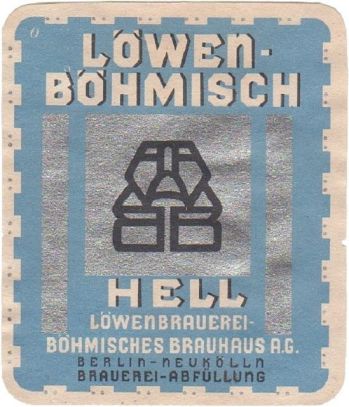 LÖWEN-
BÖHMISCH
HELL
LÖWENBRAUEREI-
BÖHMISCHES BRAUHAUS A.G.
BERLIN-NEUKÖLLN
BRAUEREI-ABFÜLLUNG